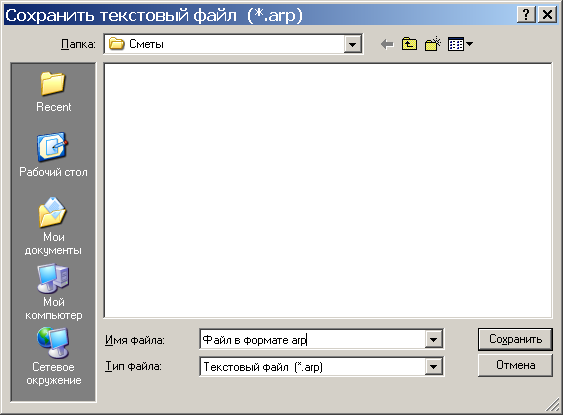 Сохранить текстовый файл (*.arp)
Папка: Сметы
Recent
Рабочий стол
Мои
документы
Мой
компьютер
Сетевое
окружение
Имя файла: Файл в формате arp Сохранить
Тип файла: Текстовый файл (*.arp) Отмена